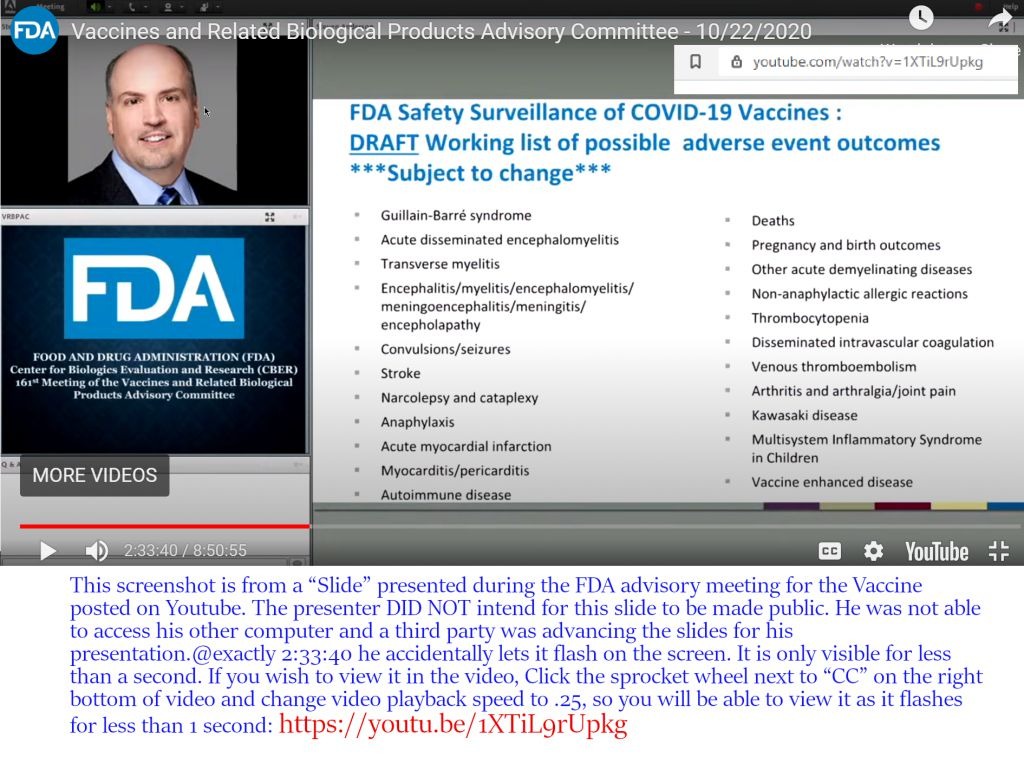 Meeting
Help
FDA
Vaccines and Related Biological Products Advisory Committee - 10/22/2020
youtube.com/watch?v=1XTiL9rUpkg
FDA Safety Surveillance of COVID-19 Vaccines :
DRAFT Working list of possible adverse event outcomes
***Subject to change***
Guillain-Barré syndrome
Acute disseminated encephalomyelitis
Transverse myelitis
Encephalitis/myelitis/encephalomyelitis/
meningoencephalitis/meningitis/
encepholapathy
Convulsions/seizures
Stroke
Narcolepsy and cataplexy
Anaphylaxis
Acute myocardial infarction
Myocarditis/pericarditis
Autoimmune disease
Deaths
Pregnancy and birth outcomes
Other acute demyelinating diseases
Non-anaphylactic allergic reactions
Thrombocytopenia
Disseminated intravascular coagulation
Venous thromboembolism
Arthritis and arthralgia/joint pain
Kawasaki disease
Multisystem Inflammatory Syndrome
in Children
Vaccine enhanced disease
VRBPAC
FDA
FOOD AND DRUG ADMINISTRATION (FDA)
Center for Biologics Evaluation and Research (CBER)
161st Meeting of the Vaccines and Related Biological
Products Advisory Committee
Q & A
MORE VIDEOS
2:33:40 / 8:50:55
CC
YouTube
This screenshot is from a “Slide” presented during the FDA advisory meeting for the Vaccine
posted on Youtube. The presenter DID NOT intend for this slide to be made public. He was not able
to access his other computer and a third party was advancing the slides for his
presentation.@exactly 2:33:40 he accidentally lets it flash on the screen. It is only visible for less
than a second. If you wish to view it in the video, Click the sprocket wheel next to “CC” on the right
bottom of video and change video playback speed to .25, so you will be able to view it as it flashes
for less than 1 second: https://youtu.be/1XTiL9rUpkg